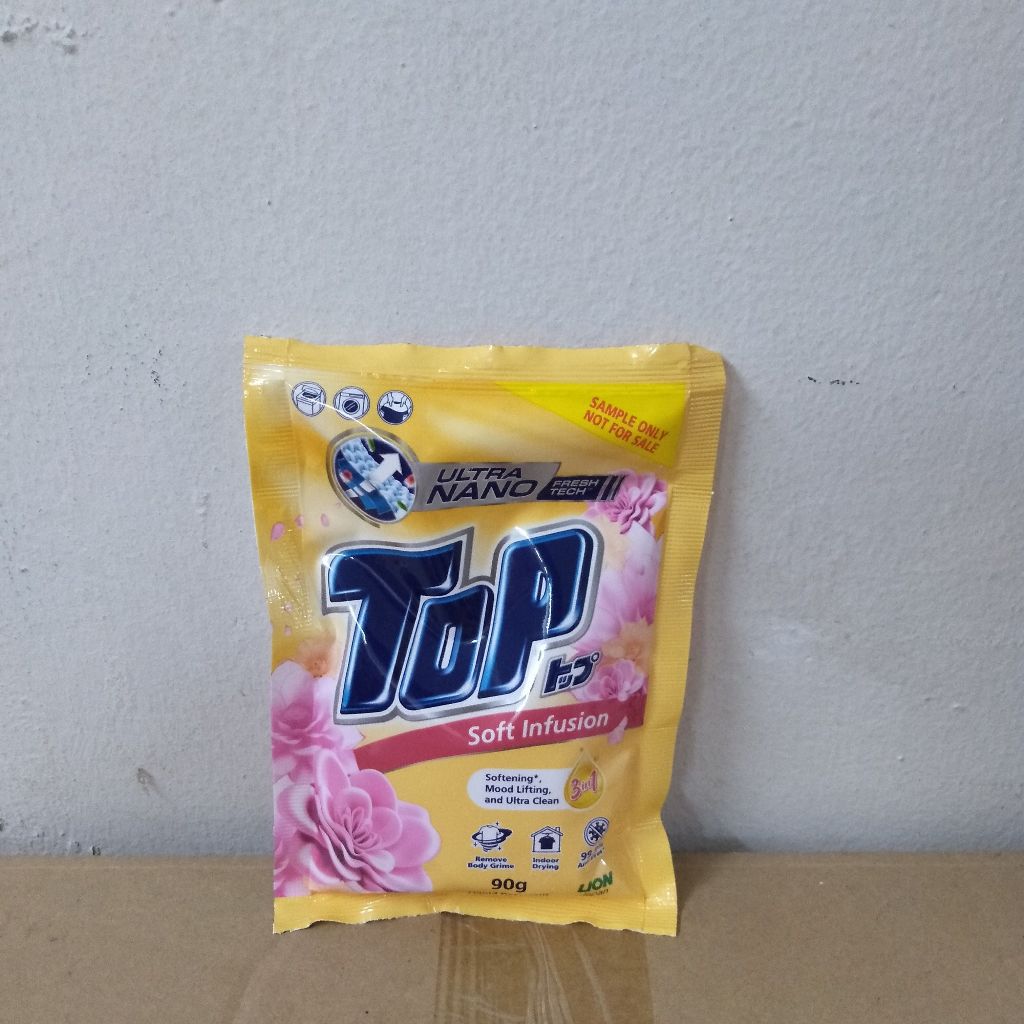 SAMPLE ONLY
NOT FOR SALE
ULTRA
NANO
FRESH
TECH
TOP
トップ
Soft Infusion
Softening*,
Mood Lifting,
and Ultra Clean
3in1
Remove
Body Grime
Indoor
Drying
90g
LION